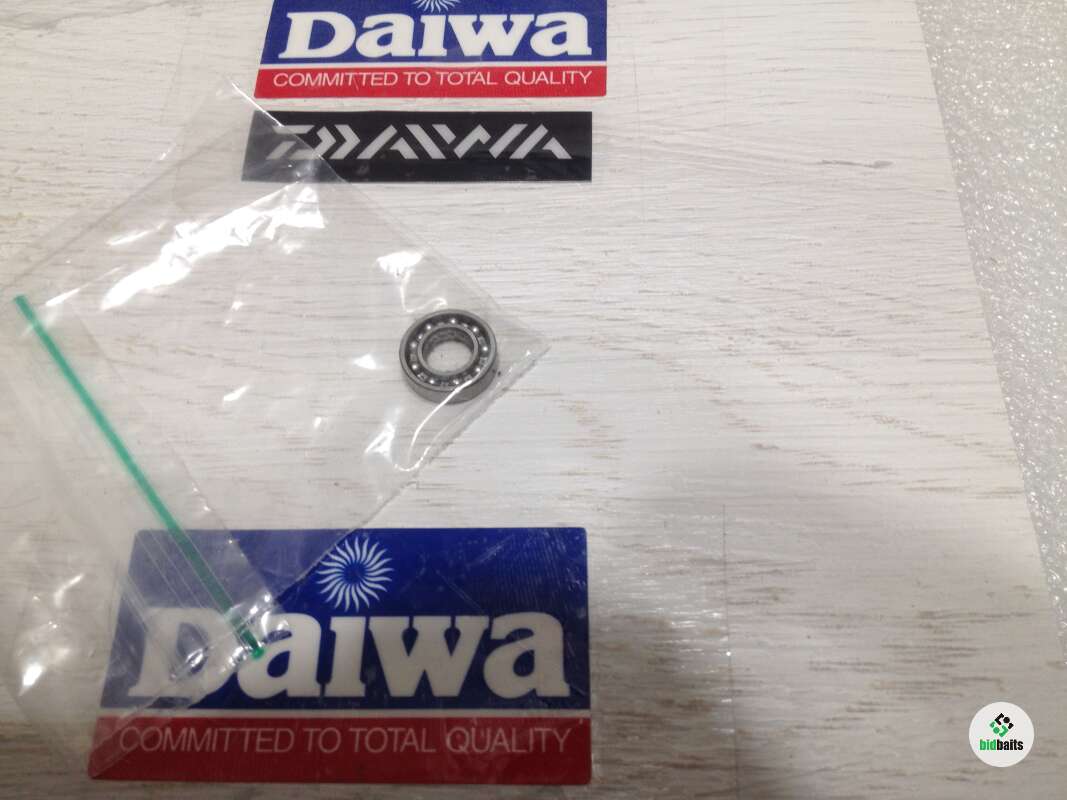 Daiwa
COMMITTED TO TOTAL QUALITY
DAIWA
Daiwa
COMMITTED TO TOTAL QUALITY
bidbaits